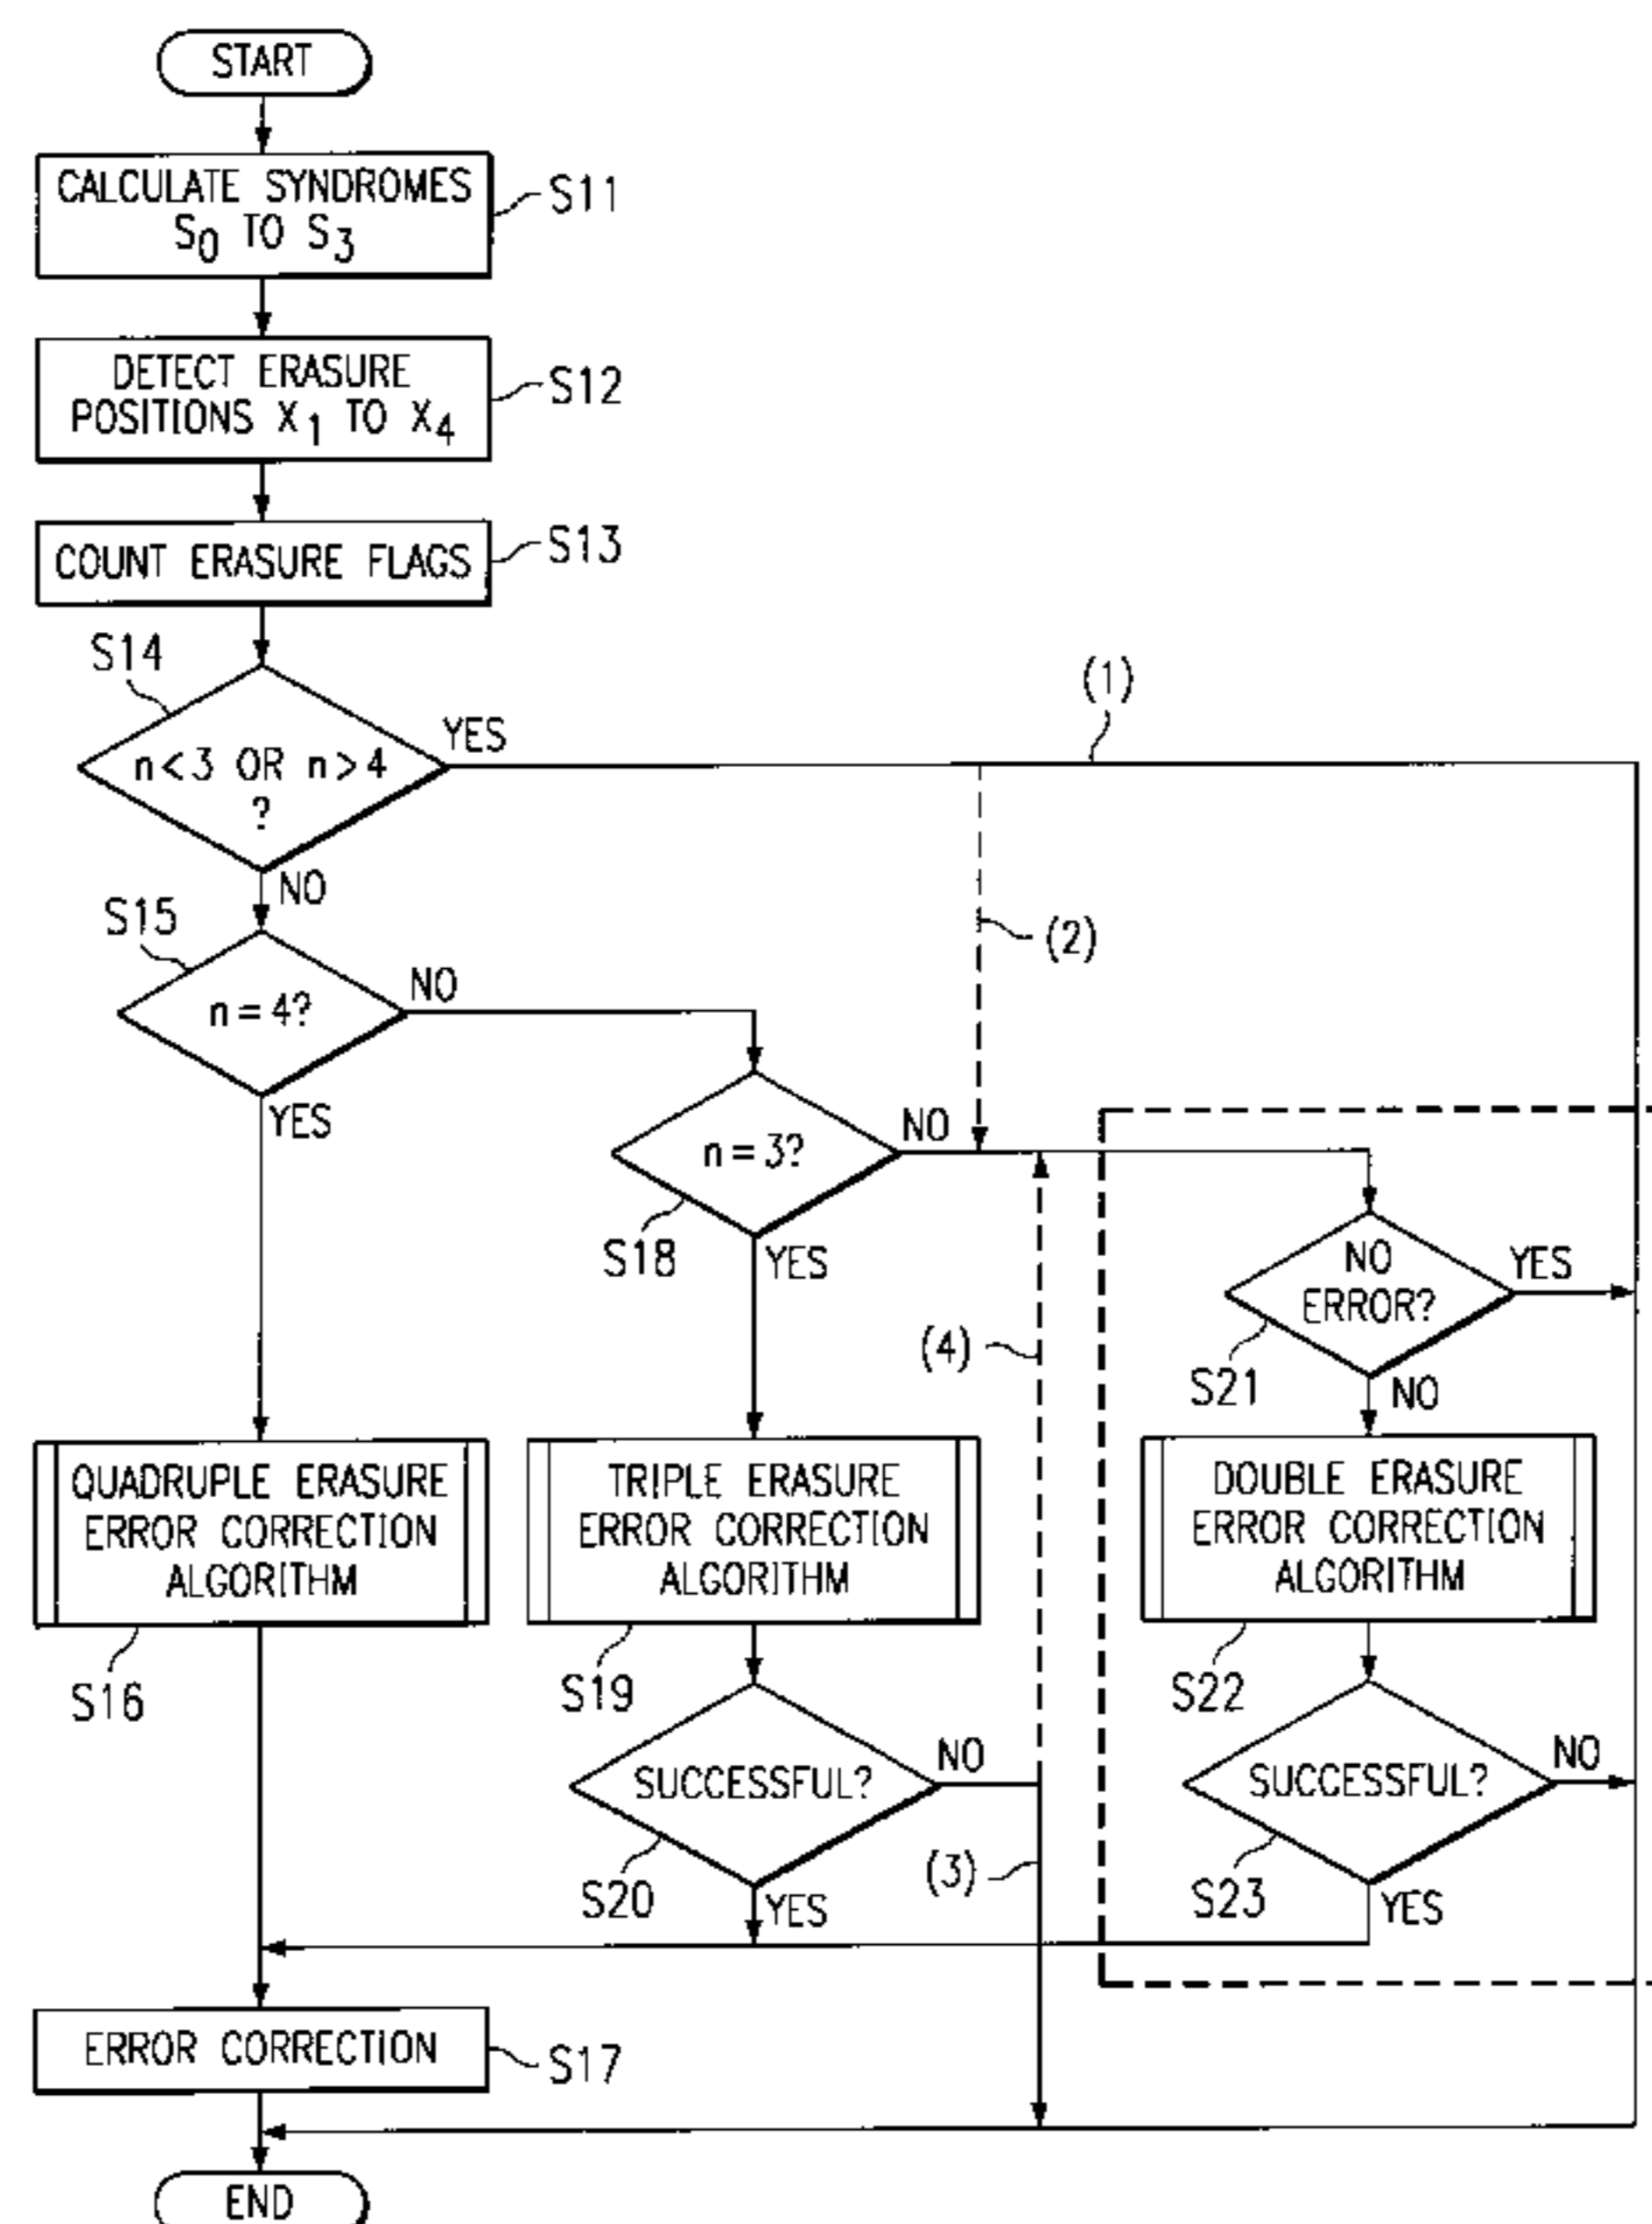 START
CALCULATE SYNDROMES
S0 TO S3
S11
DETECT ERASURE
POSITIONS X1 TO X4
S12
COUNT ERASURE FLAGS
S13
S14
n<3 OR n>4
?
YES
(1)
NO
S15
n=4?
NO
(2)
YES
n=3?
NO
S18
YES
NO
ERROR?
YES
S21
NO
(4)
QUADRUPLE ERASURE
ERROR CORRECTION
ALGORITHM
S16
TRIPLE ERASURE
ERROR CORRECTION
ALGORITHM
S19
DOUBLE ERASURE
ERROR CORRECTION
ALGORITHM
S22
SUCCESSFUL?
NO
S20
YES
(3)
SUCCESSFUL?
NO
S23
YES
ERROR CORRECTION
S17
END